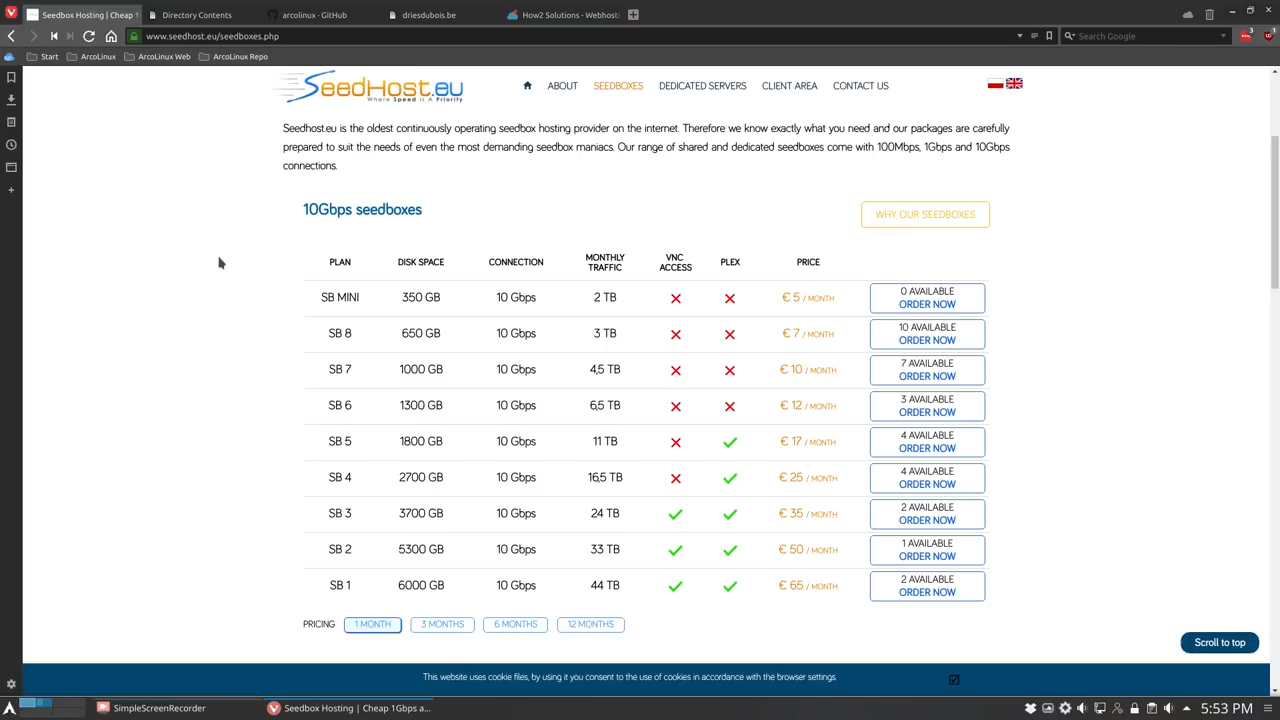 Seedbox Hosting | Cheap 1
Directory Contents
arcolinux · GitHub
driesdubois.be
How2 Solutions - Webhosti
www.seedhost.eu/seedboxes.php
Search Google
Start
ArcoLinux
ArcoLinux Web
ArcoLinux Repo
SEEDHOST.eu
Where Speed Is A Priority
ABOUT
SEEDBOXES
DEDICATED SERVERS
CLIENT AREA
CONTACT US
Seedhost.eu is the oldest continuously operating seedbox hosting provider on the internet. Therefore we know exactly what you need and our packages are carefully
prepared to suit the needs of even the most demanding seedbox maniacs. Our range of shared and dedicated seedboxes come with 100Mbps, 1Gbps and 10Gbps
connections.
10Gbps seedboxes
WHY OUR SEEDBOXES
PLAN DISK SPACE CONNECTION MONTHLY TRAFFIC VNC ACCESS PLEX PRICE
SB MINI 350 GB 10 Gbps 2 TB € 5 / MONTH 0 AVAILABLE ORDER NOW
SB 8 650 GB 10 Gbps 3 TB € 7 / MONTH 10 AVAILABLE ORDER NOW
SB 7 1000 GB 10 Gbps 4,5 TB € 10 / MONTH 7 AVAILABLE ORDER NOW
SB 6 1300 GB 10 Gbps 6,5 TB € 12 / MONTH 3 AVAILABLE ORDER NOW
SB 5 1800 GB 10 Gbps 11 TB € 17 / MONTH 4 AVAILABLE ORDER NOW
SB 4 2700 GB 10 Gbps 16,5 TB € 25 / MONTH 4 AVAILABLE ORDER NOW
SB 3 3700 GB 10 Gbps 24 TB € 35 / MONTH 2 AVAILABLE ORDER NOW
SB 2 5300 GB 10 Gbps 33 TB € 50 / MONTH 1 AVAILABLE ORDER NOW
SB 1 6000 GB 10 Gbps 44 TB € 65 / MONTH 2 AVAILABLE ORDER NOW
PRICING 1 MONTH 3 MONTHS 6 MONTHS 12 MONTHS
Scroll to top
This website uses cookie files, by using it you consent to the use of cookies in accordance with the browser settings.
SimpleScreenRecorder
Seedbox Hosting | Cheap 1Gbps a...
5:53 PM